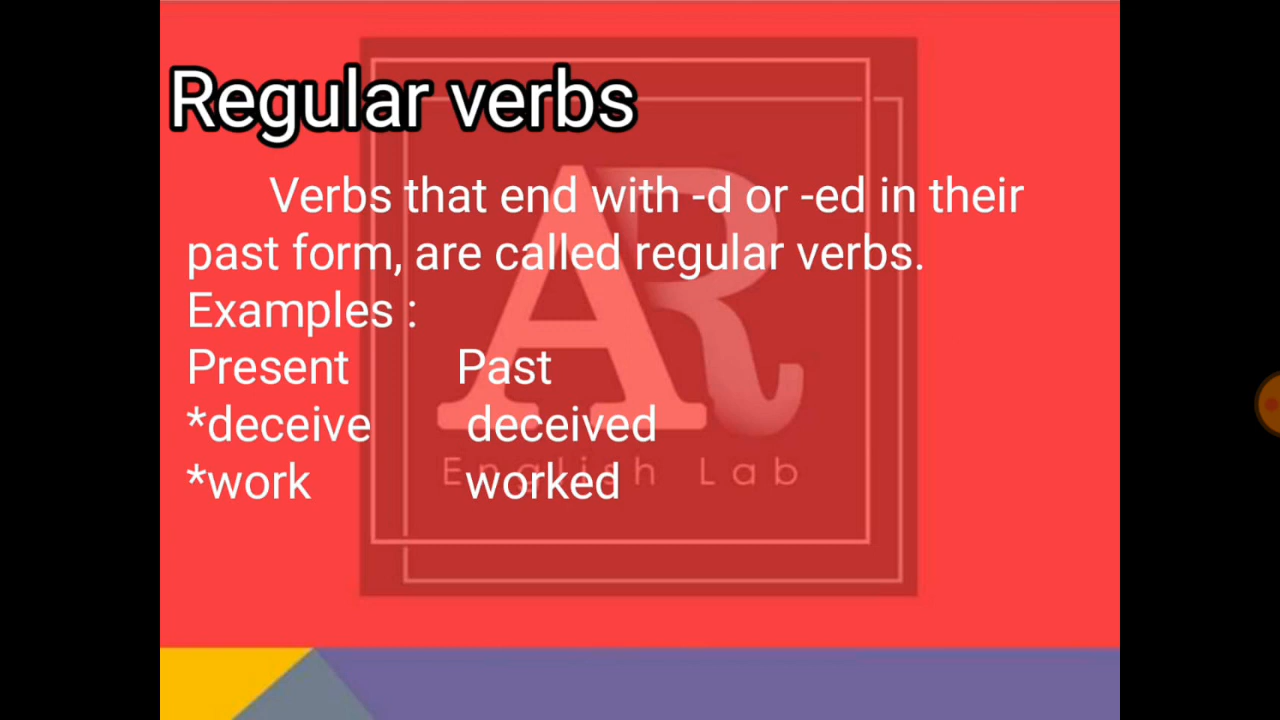 Regular verbs
Verbs that end with -d or -ed in their
past form, are called regular verbs.
Examples :
Present Past
*deceive deceived
*work worked
AR
English Lab